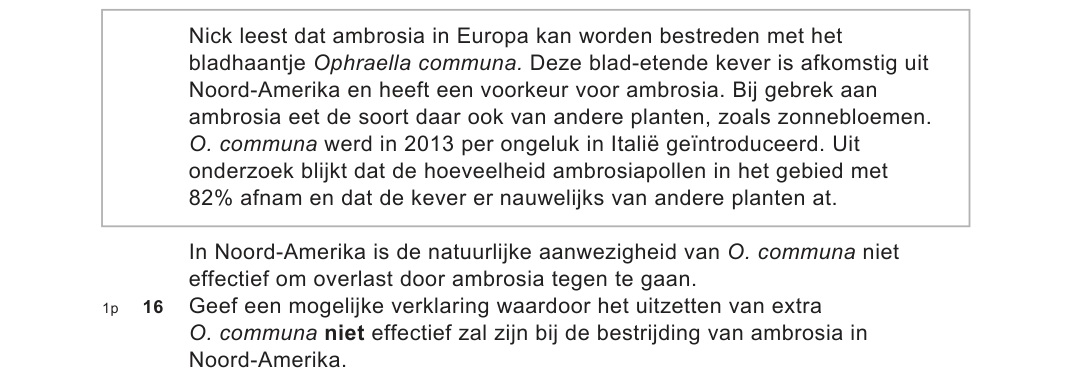 Nick leest dat ambrosia in Europa kan worden bestreden met het
bladhaantje Ophraella communa. Deze blad-etende kever is afkomstig uit
Noord-Amerika en heeft een voorkeur voor ambrosia. Bij gebrek aan
ambrosia eet de soort daar ook van andere planten, zoals zonnebloemen.
O. communa werd in 2013 per ongeluk in Italië geïntroduceerd. Uit
onderzoek blijkt dat de hoeveelheid ambrosiapollen in het gebied met
82% afnam en dat de kever er nauwelijks van andere planten at.
In Noord-Amerika is de natuurlijke aanwezigheid van O. communa niet
effectief om overlast door ambrosia tegen te gaan.
1p 16 Geef een mogelijke verklaring waardoor het uitzetten van extra
O. communa niet effectief zal zijn bij de bestrijding van ambrosia in
Noord-Amerika.